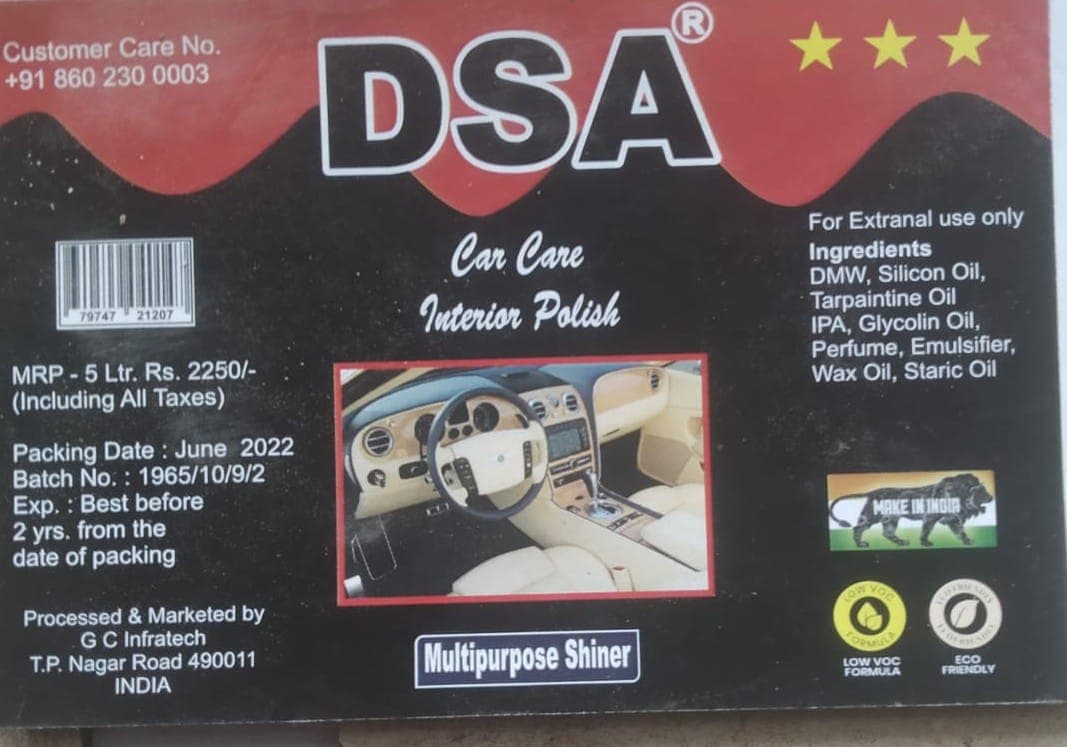 Customer Care No.
+91 860 230 0003
DSA®
Car Care
Interior Polish
79747 21207
MRP - 5 Ltr. Rs. 2250/-
(Including All Taxes)
Packing Date : June 2022
Batch No. : 1965/10/9/2
Exp. : Best before
2 yrs. from the
date of packing
Processed & Marketed by
G C Infratech
T.P. Nagar Road 490011
INDIA
Multipurpose Shiner
For Extranal use only
Ingredients
DMW, Silicon Oil,
Tarpaintine Oil
IPA, Glycolin Oil,
Perfume, Emulsifier,
Wax Oil, Staric Oil
MAKE IN INDIA
LOW VOC
FORMULA
LOW VOC
FORMULA
ECO
FRIENDLY